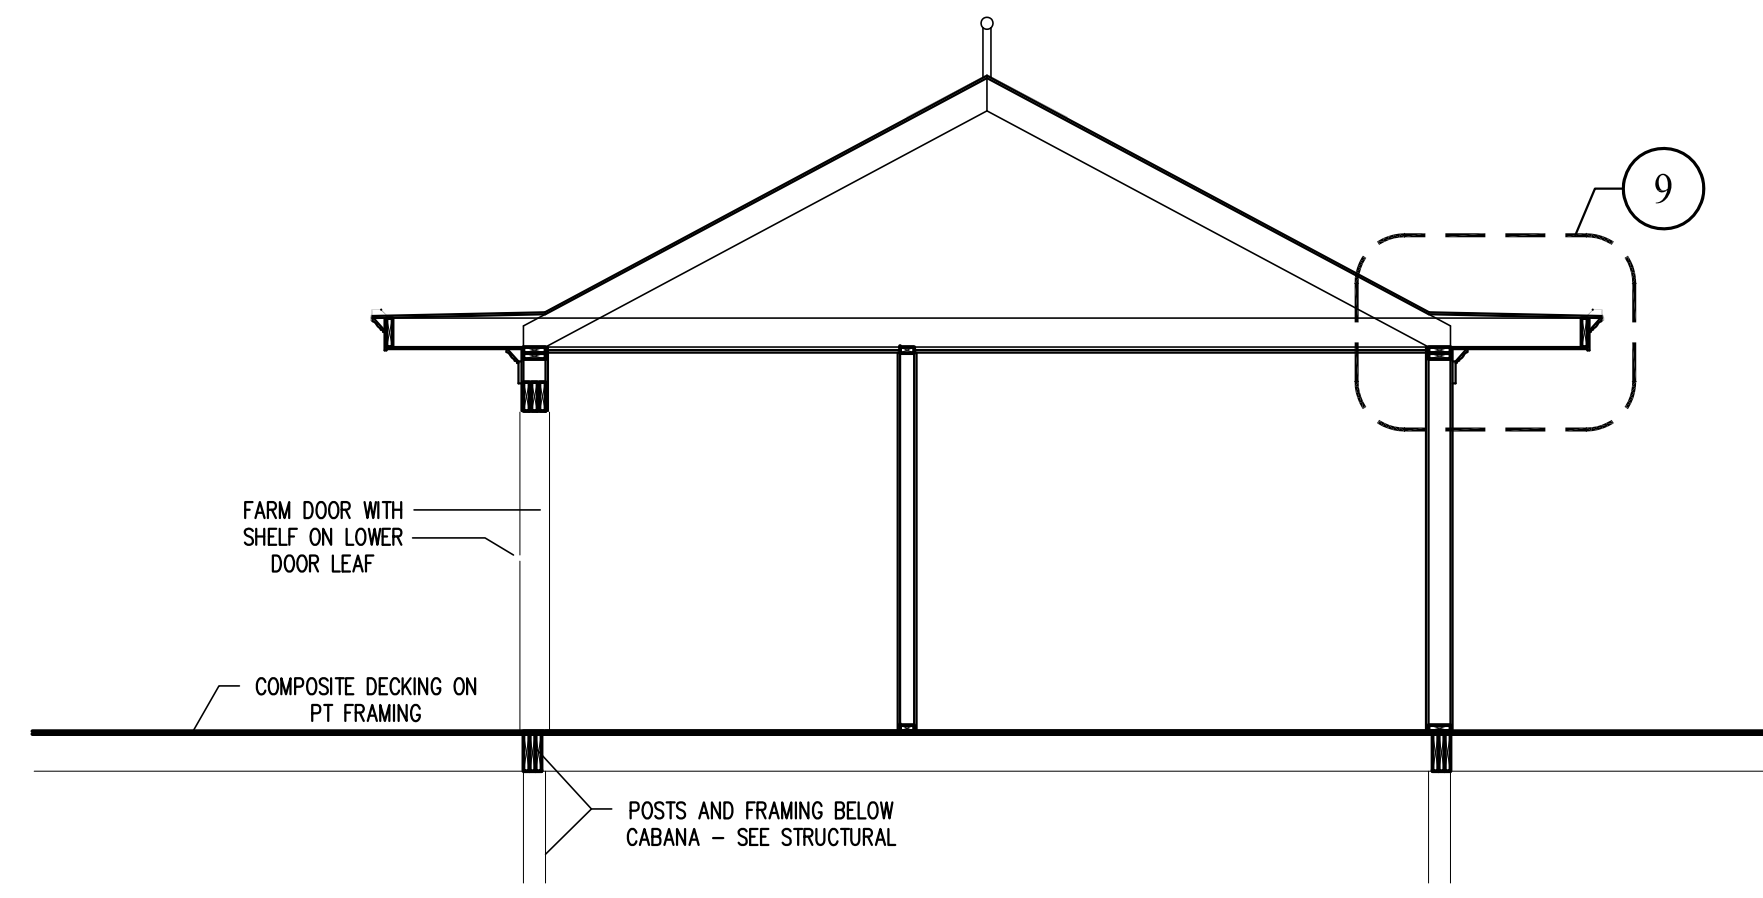 9
FARM DOOR WITH
SHELF ON LOWER
DOOR LEAF
COMPOSITE DECKING ON
PT FRAMING
POSTS AND FRAMING BELOW
CABANA – SEE STRUCTURAL